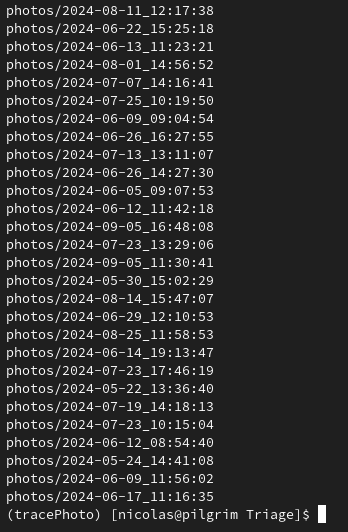 photos/2024-08-11_12:17:38
photos/2024-06-22_15:25:18
photos/2024-06-13_11:23:21
photos/2024-08-01_14:56:52
photos/2024-07-07_14:16:41
photos/2024-07-25_10:19:50
photos/2024-06-09_09:04:54
photos/2024-06-26_16:27:55
photos/2024-07-13_13:11:07
photos/2024-06-26_14:27:30
photos/2024-06-05_09:07:53
photos/2024-06-12_11:42:18
photos/2024-09-05_16:48:08
photos/2024-07-23_13:29:06
photos/2024-09-05_11:30:41
photos/2024-05-30_15:02:29
photos/2024-08-14_15:47:07
photos/2024-06-29_12:10:53
photos/2024-08-25_11:58:53
photos/2024-06-14_19:13:47
photos/2024-07-23_17:46:19
photos/2024-05-22_13:36:40
photos/2024-07-19_14:18:13
photos/2024-07-23_10:15:04
photos/2024-06-12_08:54:40
photos/2024-05-24_14:41:08
photos/2024-06-09_11:56:02
photos/2024-06-17_11:16:35
(tracePhoto) [nicolas@pilgrim Triage]$